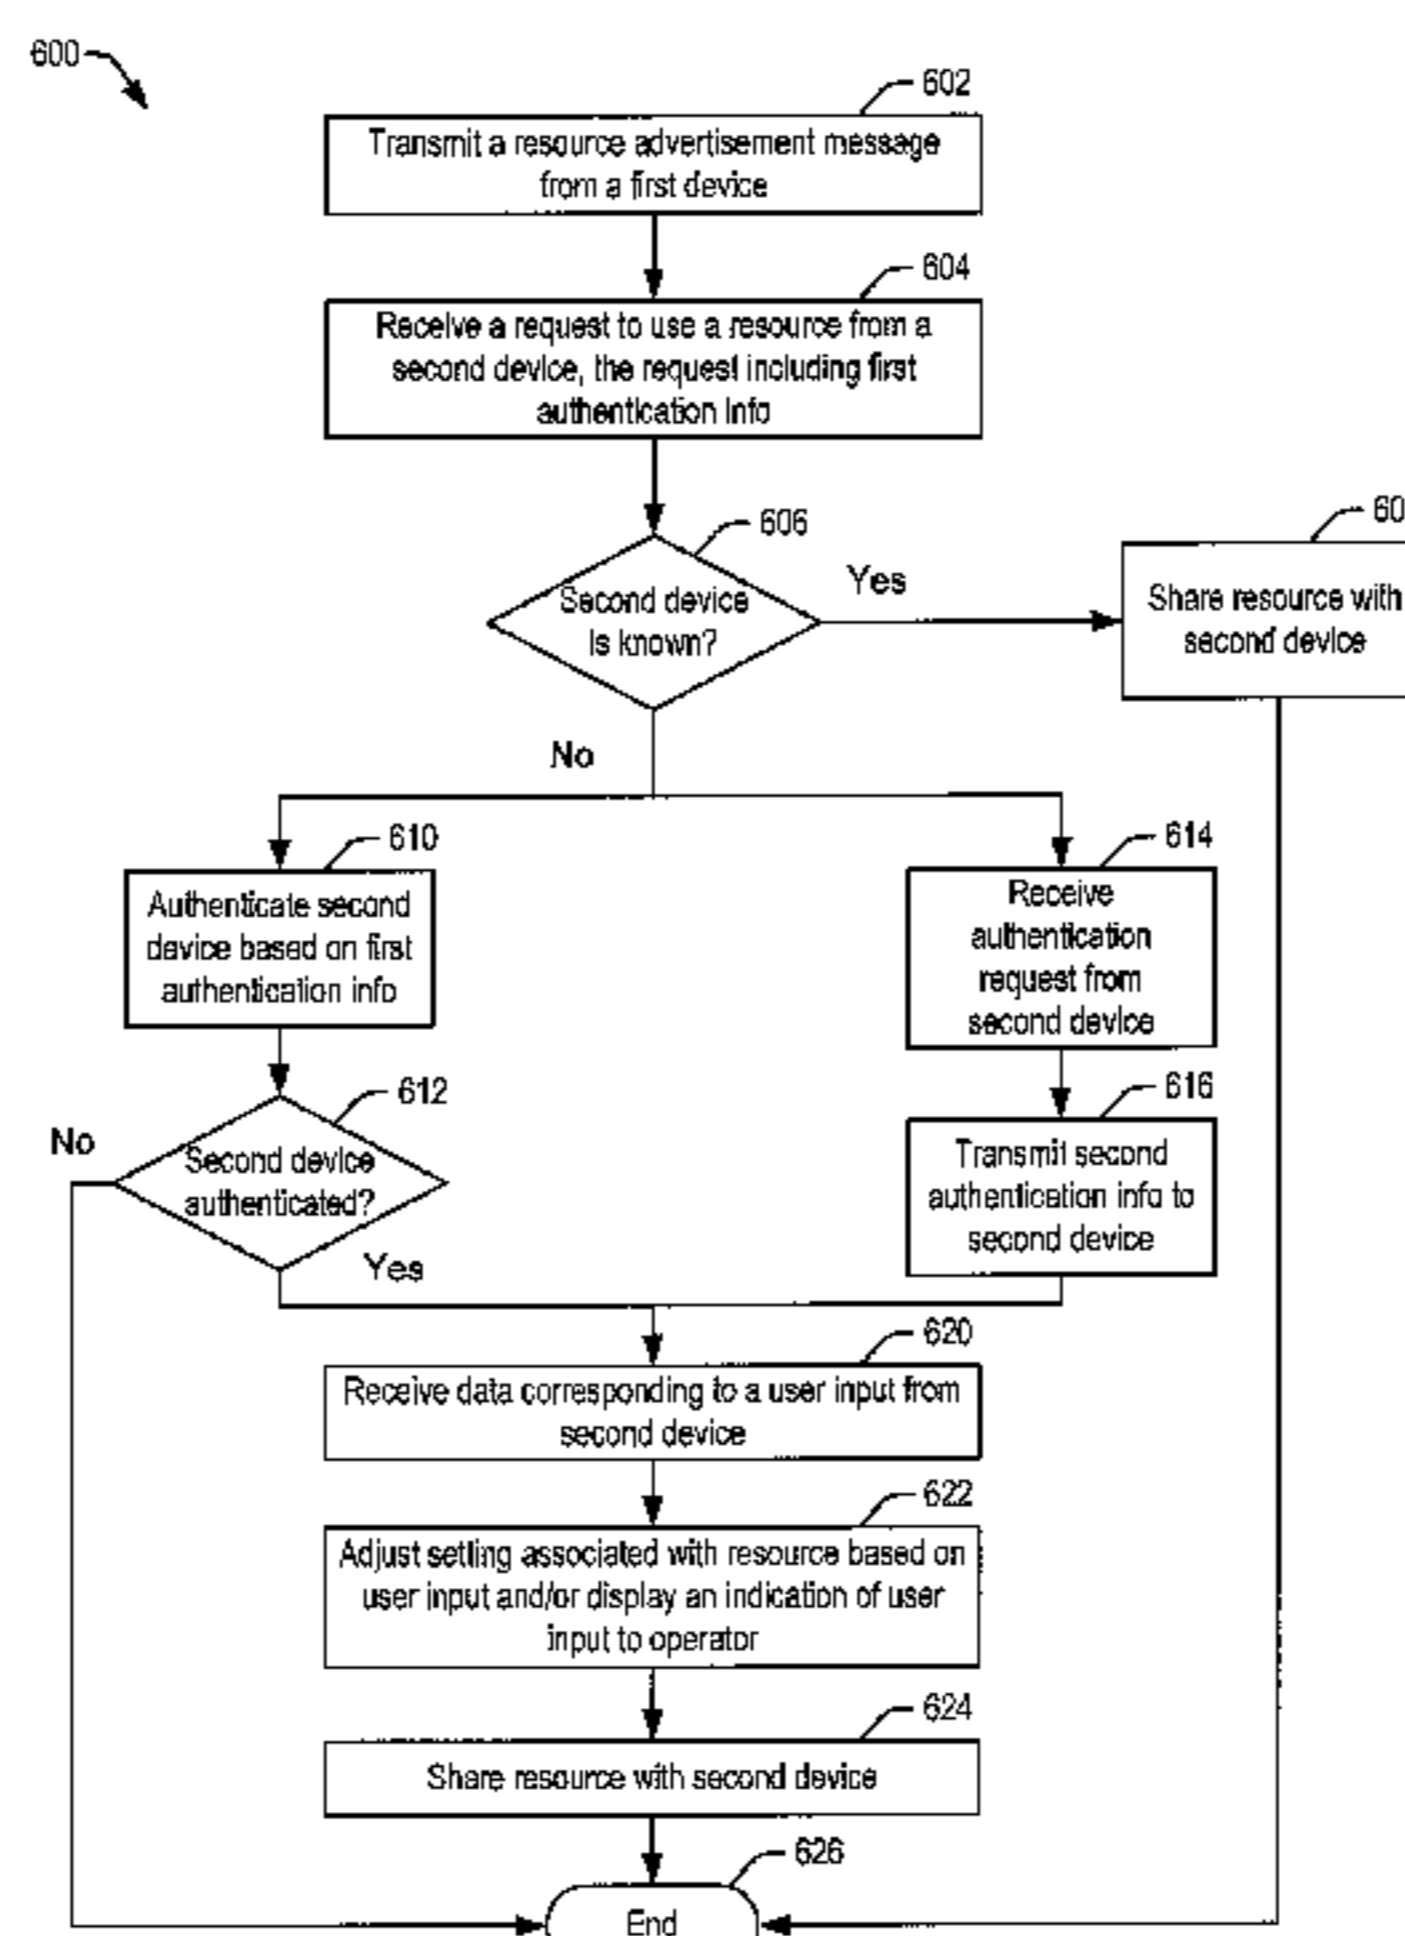 600
602
Transmit a resource advertisement message
from a first device
604
Receive a request to use a resource from a
second device, the request including first
authentication info
606
Second device
is known?
Yes
60
Share resource with
second device
No
610
Authenticate second
device based on first
authentication info
614
Receive
authentication
request from
second device
612
No
Second device
authenticated?
Yes
616
Transmit second
authentication info to
second device
620
Receive data corresponding to a user input from
second device
622
Adjust setting associated with resource based on
user input and/or display an indication of user
input to operator
624
Share resource with second device
626
End